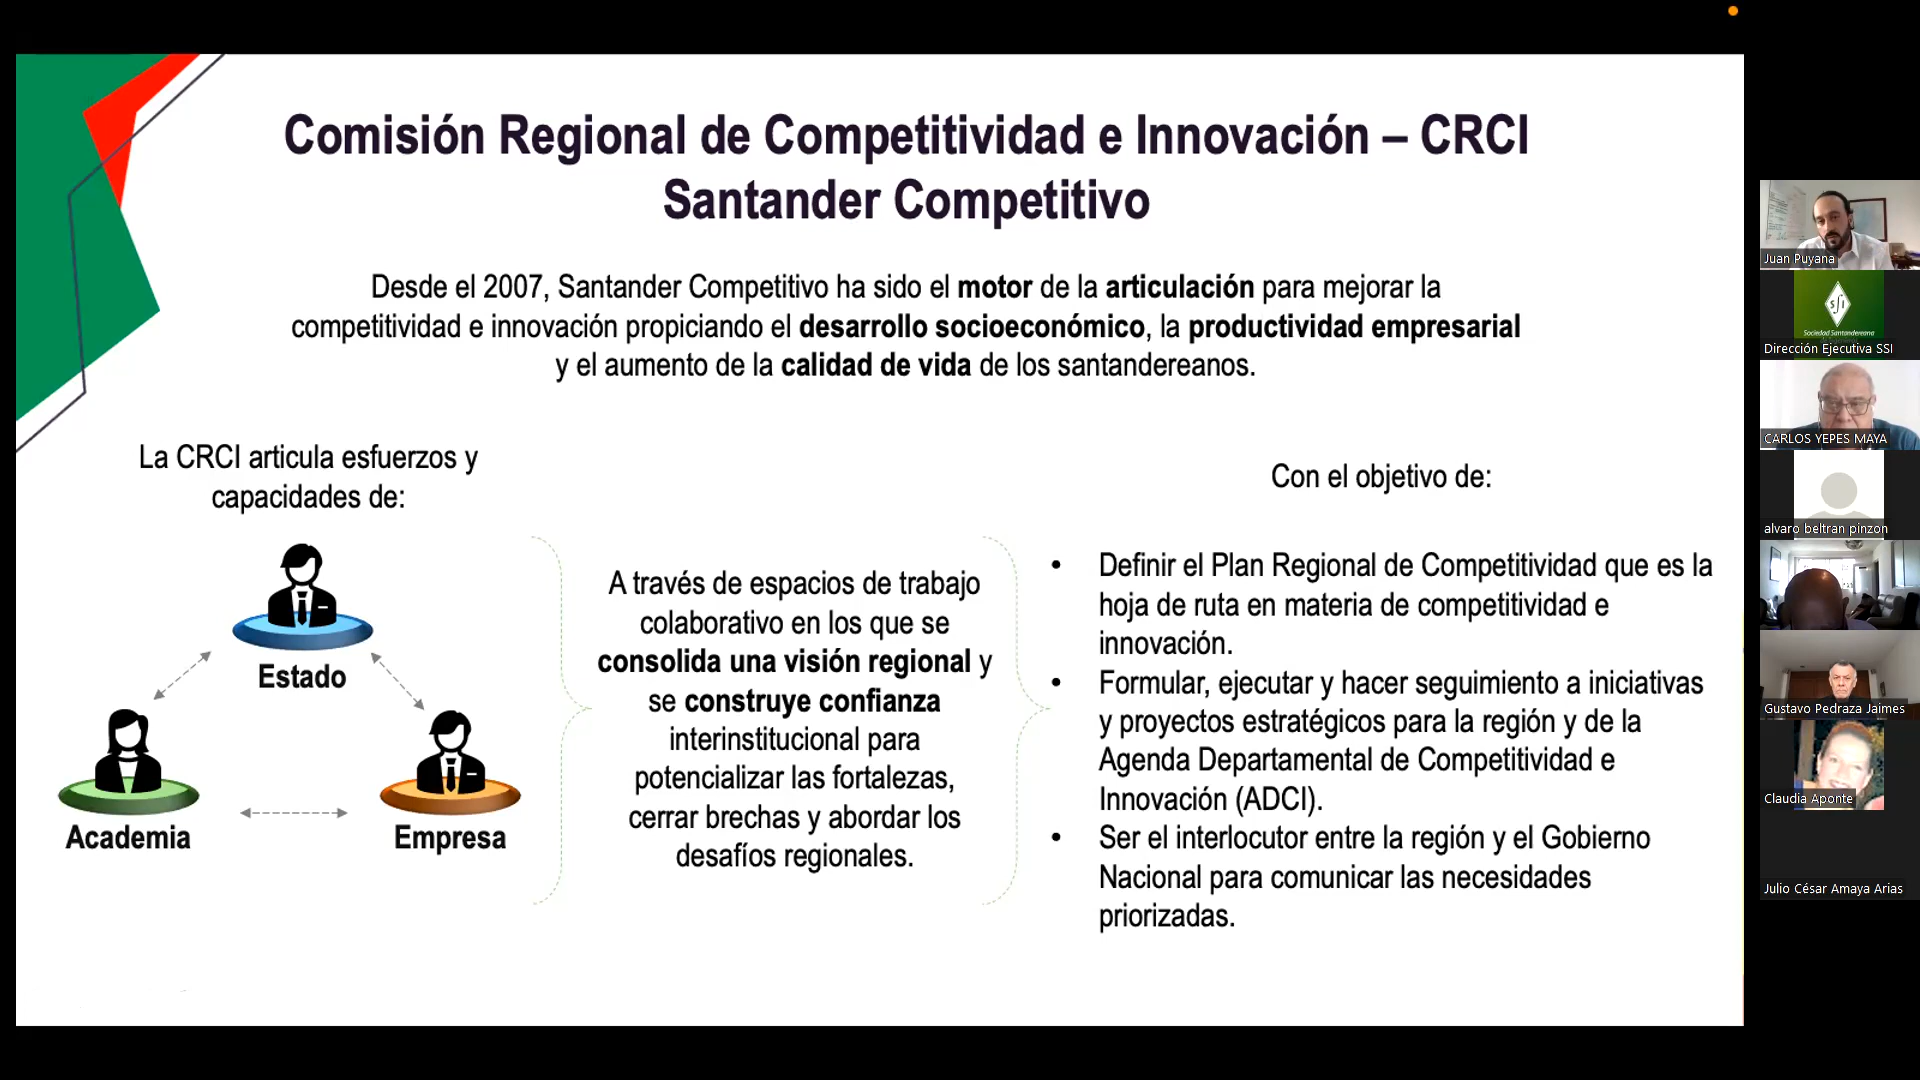 Comisión Regional de Competitividad e Innovación – CRCI
Santander Competitivo
Desde el 2007, Santander Competitivo ha sido el motor de la articulación para mejorar la
competitividad e innovación propiciando el desarrollo socioeconómico, la productividad empresarial
y el aumento de la calidad de vida de los santandereanos.
La CRCI articula esfuerzos y
capacidades de:
Estado
Academia
Empresa
A través de espacios de trabajo
colaborativo en los que se
consolida una visión regional y
se construye confianza
interinstitucional para
potencializar las fortalezas,
cerrar brechas y abordar los
desafíos regionales.
Con el objetivo de:
• Definir el Plan Regional de Competitividad que es la
hoja de ruta en materia de competitividad e
innovación.
• Formular, ejecutar y hacer seguimiento a iniciativas
y proyectos estratégicos para la región y de la
Agenda Departamental de Competitividad e
Innovación (ADCI).
• Ser el interlocutor entre la región y el Gobierno
Nacional para comunicar las necesidades
priorizadas.
Juan Puyana
SSI
Sociedad Santandereana
Dirección Ejecutiva SSI
CARLOS YEPES MAYA
alvaro beltran pinzon
Gustavo Pedraza Jaimes
Claudia Aponte
Julio César Amaya Arias